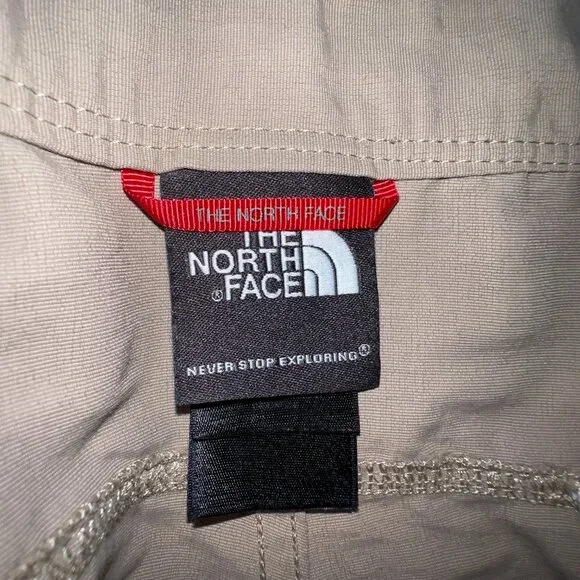 THE NORTH FACE
THE
NORTH
®FACE
NEVER STOP EXPLORING®